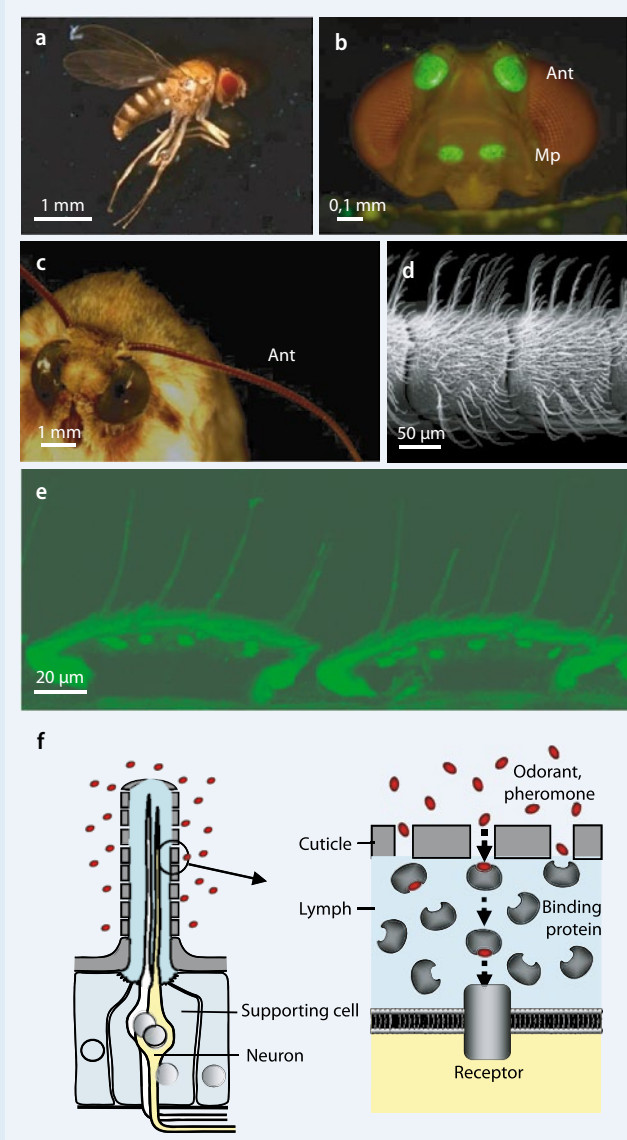 a
1 mm
b
Ant
Mp
0,1 mm
c
Ant
1 mm
d
50 µm
e
20 µm
f
Odorant,
pheromone
Cuticle
Lymph
Binding
protein
Supporting cell
Neuron
Receptor